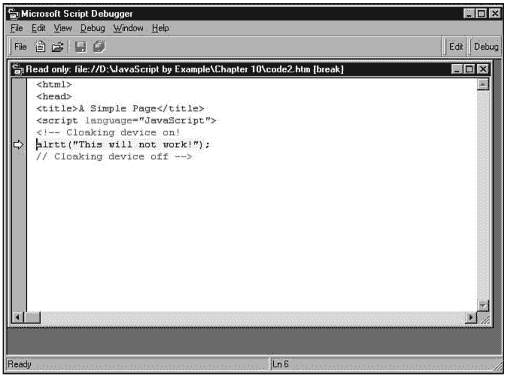 Microsoft Script Debugger
File Edit View Debug Window Help
File Edit Debug
Read only: file://D:\JavaScript by Example\Chapter 10\code2.htm [break]
<html>
<head>
<title>A Simple Page</title>
<script language="JavaScript">
<!-- Cloaking device on!
alrtt("This will not work!");
// Cloaking device off -->
Ready Ln 6